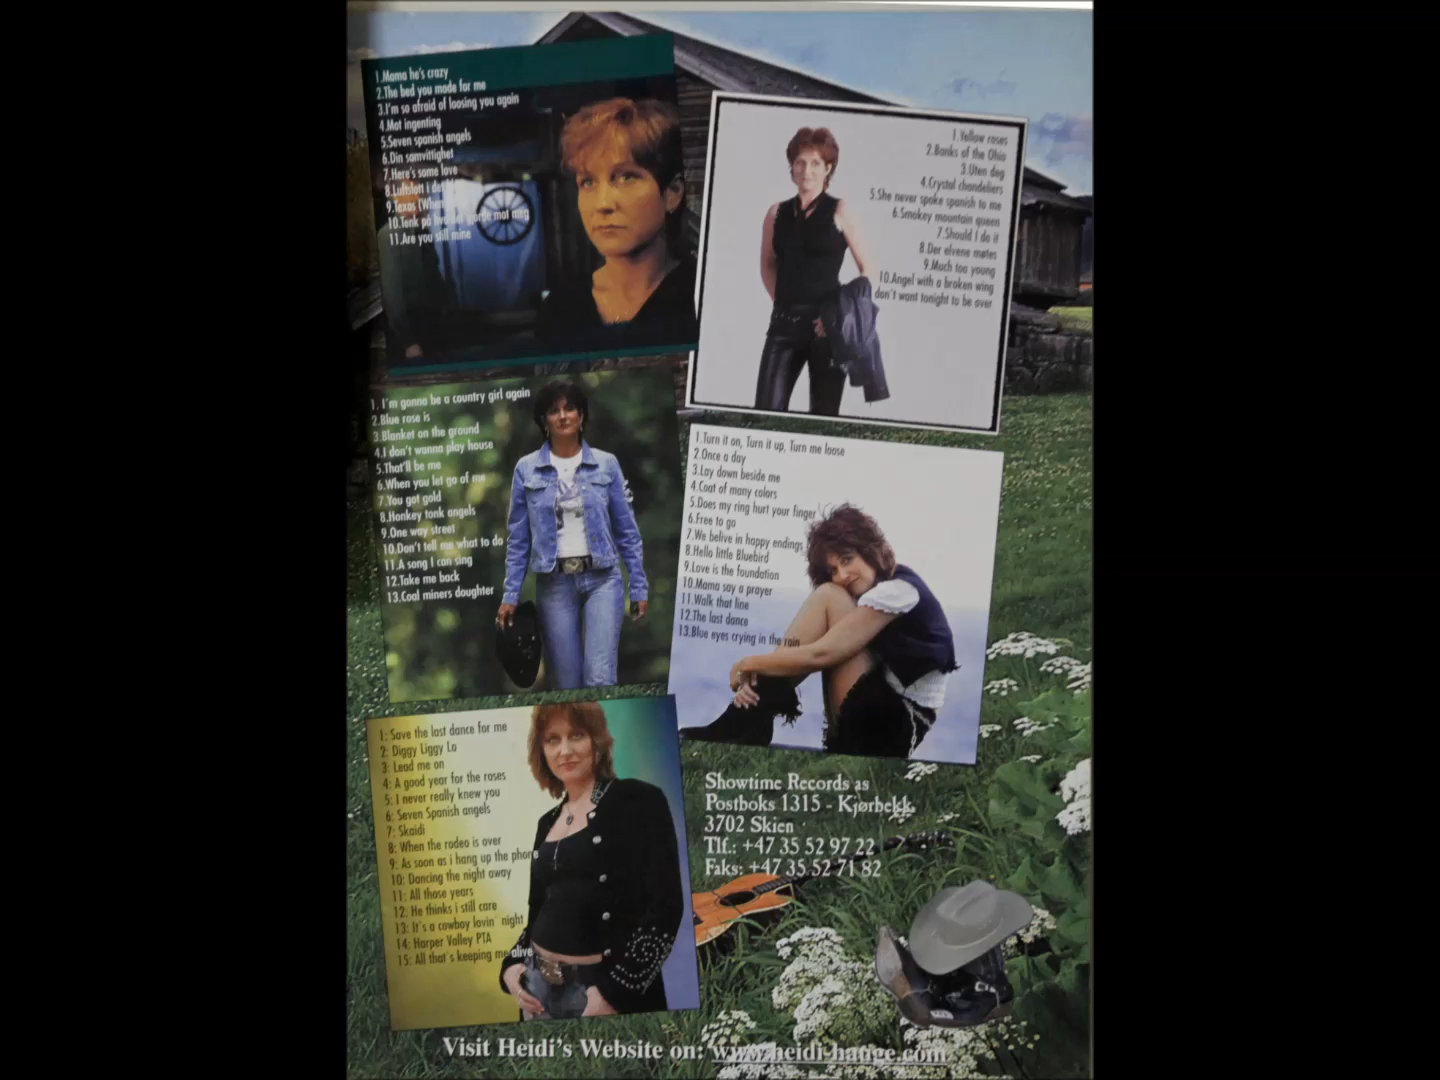 1.Mama he's crazy
2.The bed you made for me
3.I'm so afraid of loosing you again
4.Mot ingenting
5.Seven spanish angels
6.Din samvittighet
7.Here's some love
8.Luftslott i
9.Texas (When
10.Tenk på gjorde mot meg
11.Are you still mine
1.Yellow roses
2.Banks of the Ohio
3.Uten deg
4.Crystal chandeliers
5.She never spoke spanish to me
6.Smokey mountain queen
7.Should I do it
8.Der elvene møtes
9.Much too young
10.Angel with a broken wing
don't want tonight to be over
1. I'm gonna be a country girl again
2.Blue rose is
3.Blanket on the ground
4.I don't wanna play house
5.That'll be me
6.When you let go of me
7.You got gold
8.Honkey tonk angels
9.One way street
10.Don't tell me what to do
11.A song I can sing
12.Take me back
13.Coal miners daughter
1.Turn it on, Turn it up, Turn me loose
2.Once a day
3.Lay down beside me
4.Coat of many colors
5.Does my ring hurt your finger
6.Free to go
7.We belive in happy endings
8.Hello little Bluebird
9.Love is the foundation
10.Mama say a prayer
11.Walk that line
12.The last dance
13.Blue eyes crying in the rain
1: Save the last dance for me
2: Diggy Liggy Lo
3: Lead me on
4: A good year for the roses
5: I never really knew you
6: Seven Spanish angels
7: Skaidi
8: When the rodeo is over
9: As soon as i hang up the phone
10: Dancing the night away
11: All those years
12: He thinks i still care
13: It's a cowboy lovin' night
14: Harper Valley PTA
15: All that's keeping me alive
Showtime Records as
Postboks 1315 - Kjørbekk
3702 Skien
Tlf.: +47 35 52 97 22
Faks: +47 35 52 71 82
Visit Heidi's Website on: www.heidi-hauge.com